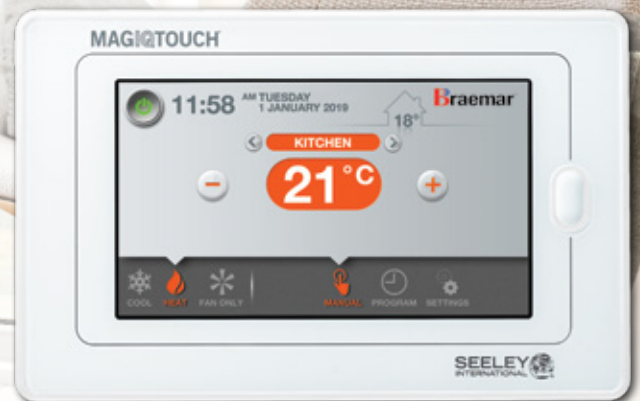 MAGIQTOUCH
11:58 AM TUESDAY
1 JANUARY 2019
Braemar
18°
KITCHEN
21°C
COOL HEAT FAN ONLY MANUAL PROGRAM SETTINGS
SEELEY
INTERNATIONAL